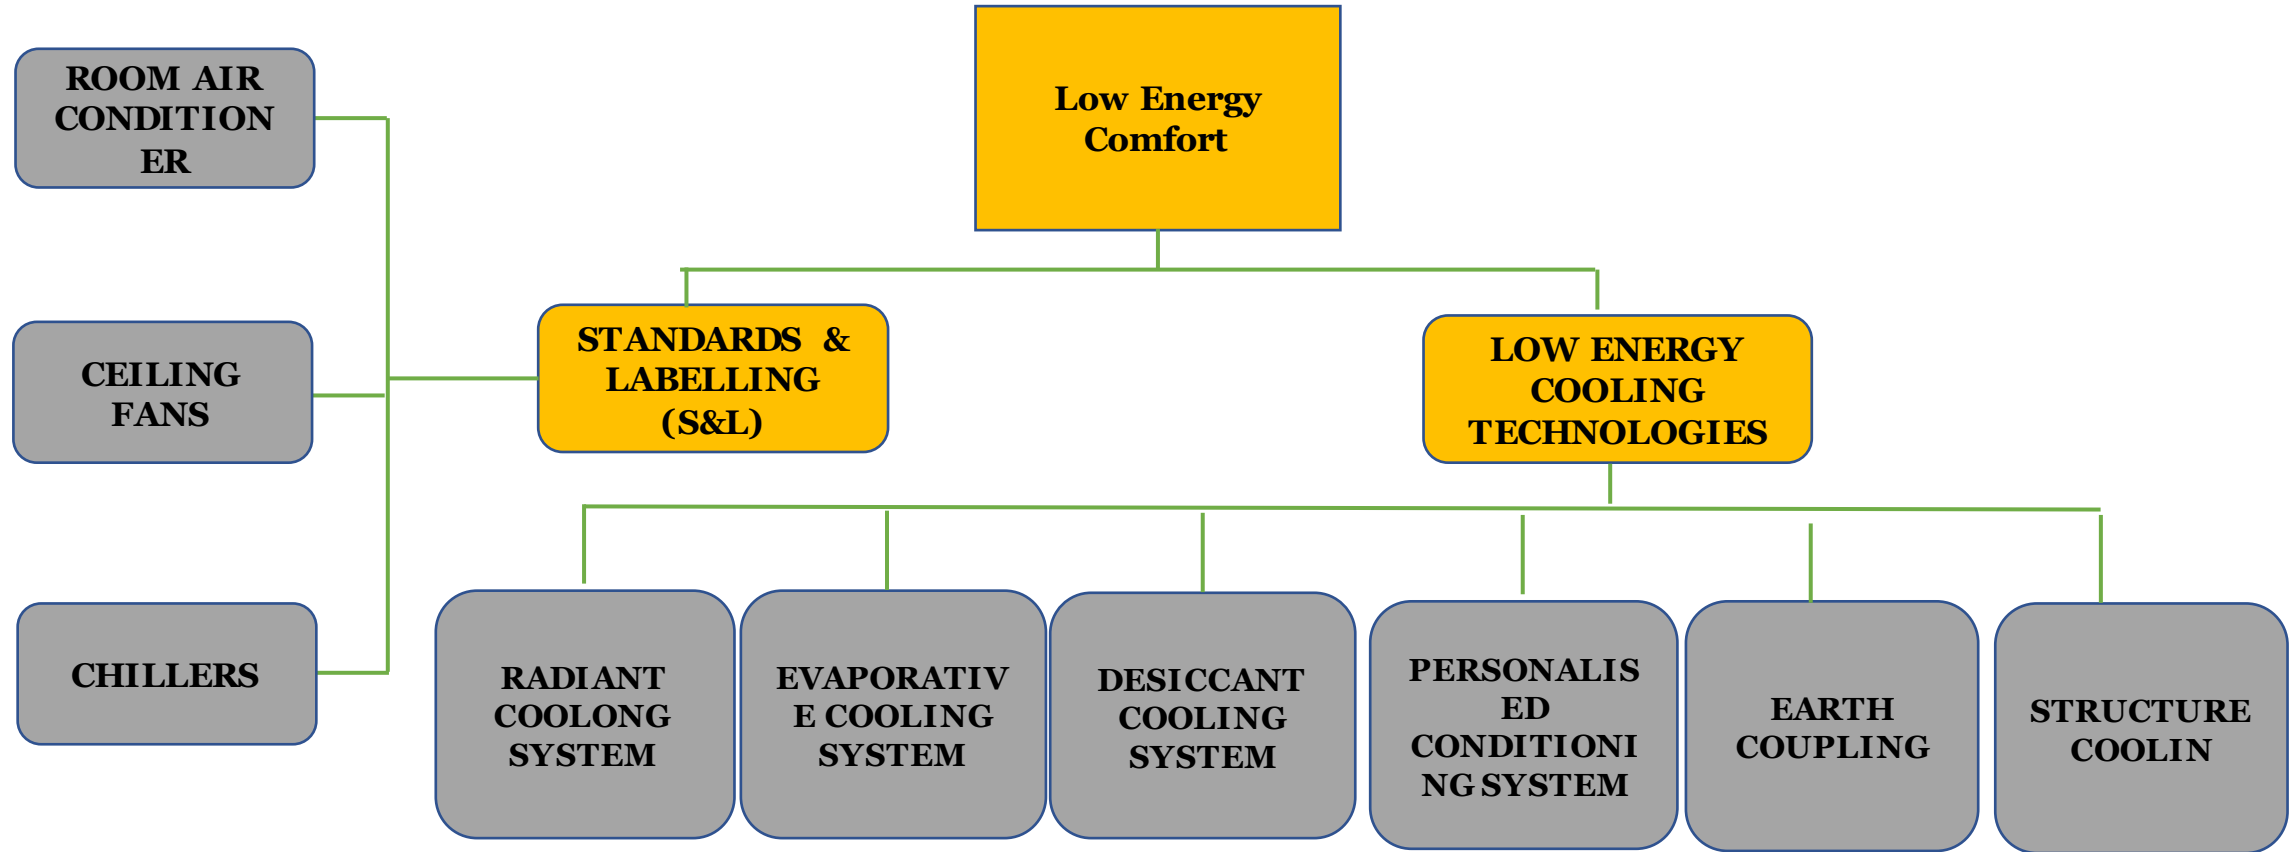 Low Energy
Comfort
ROOM AIR
CONDITION
ER
STANDARDS &
LABELLING
(S&L)
LOW ENERGY
COOLING
TECHNOLOGIES
CEILING
FANS
CHILLERS
RADIANT
COOLONG
SYSTEM
EVAPORATIV
E COOLING
SYSTEM
DESICCANT
COOLING
SYSTEM
PERSONALIS
ED
CONDITIONI
NG SYSTEM
EARTH
COUPLING
STRUCTURE
COOLIN